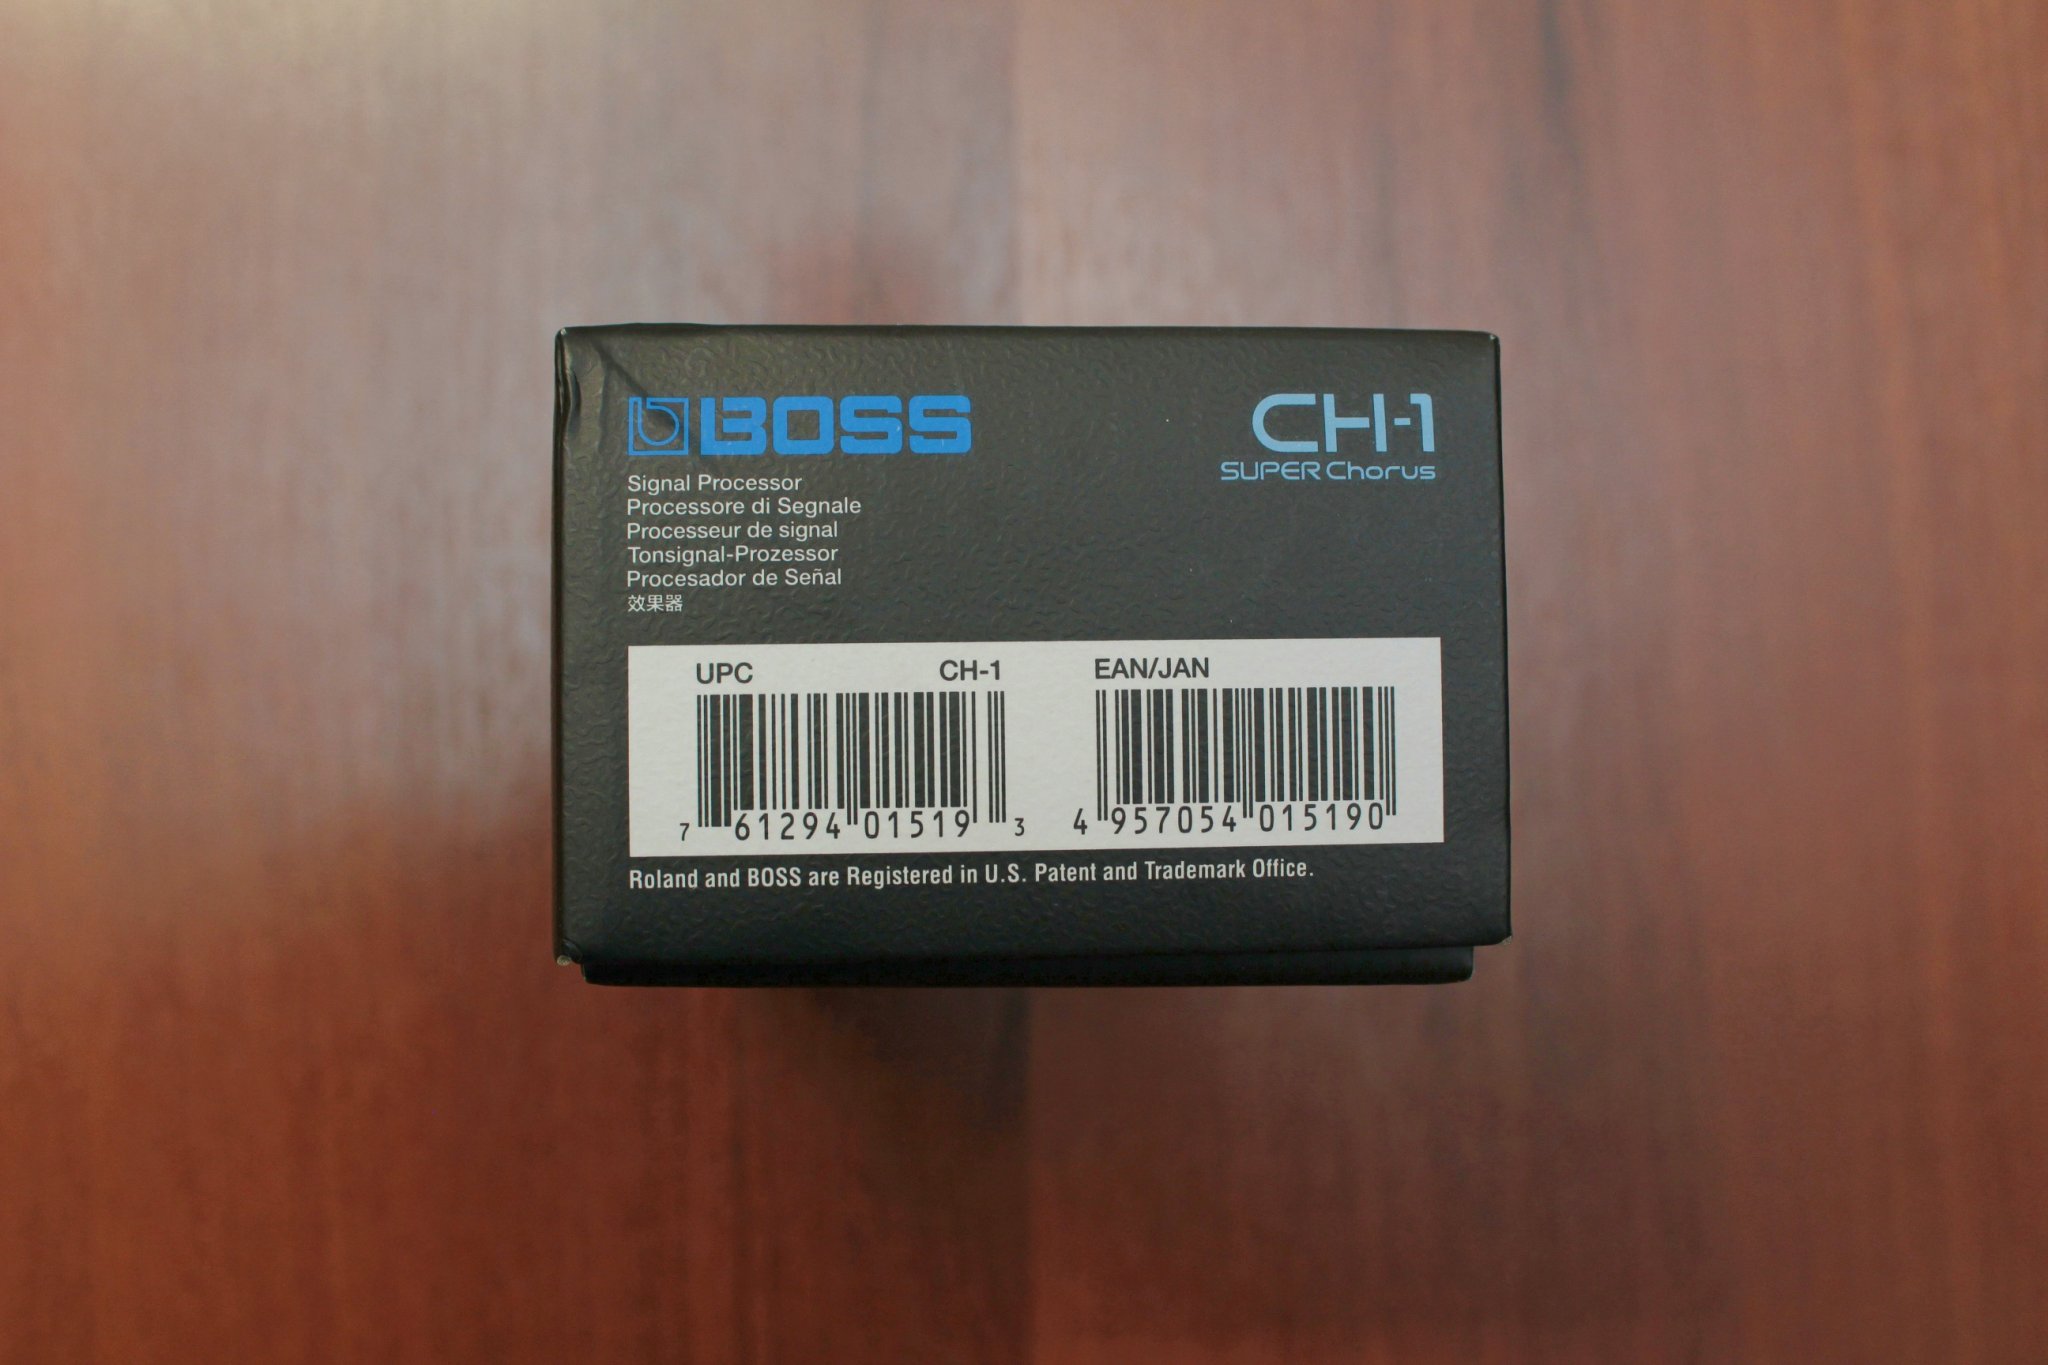 BOSS
CH-1
SUPER Chorus
Signal Processor
Processore di Segnale
Processeur de signal
Tonsignal-Prozessor
Procesador de Señal
效果器
UPC CH-1
7 61294 01519 3
EAN/JAN
4 957054 015190
Roland and BOSS are Registered in U.S. Patent and Trademark Office.